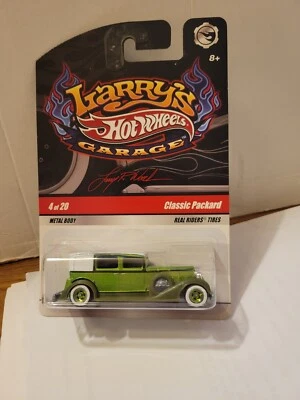 8+
Larry's
Hot Wheels
GARAGE
4 of 20
Classic Packard
METAL BODY
REAL RIDERS® TIRES